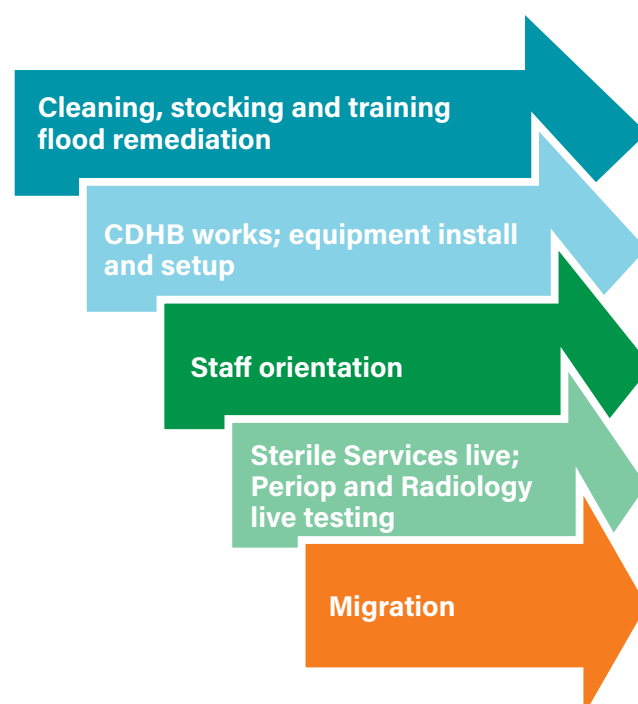 Cleaning, stocking and training
flood remediation
CDHB works; equipment install
and setup
Staff orientation
Sterile Services live;
Periop and Radiology
live testing
Migration